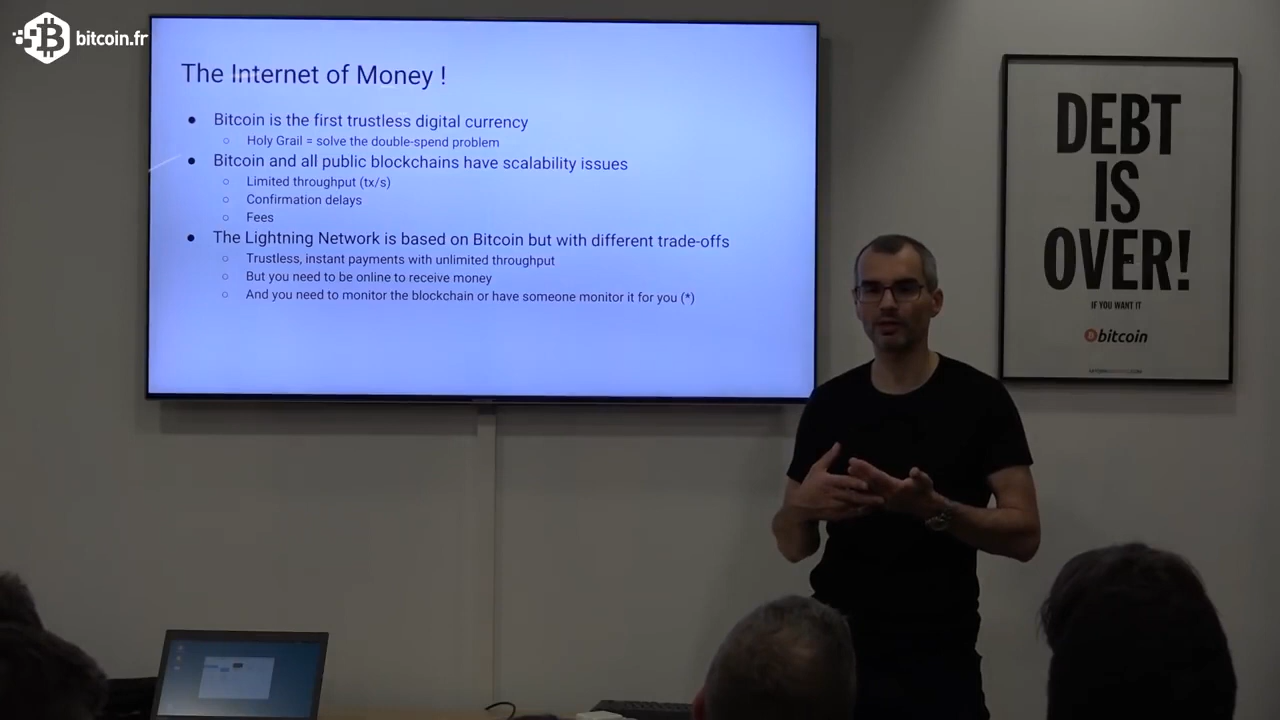 bitcoin.fr
The Internet of Money !
Bitcoin is the first trustless digital currency
Holy Grail = solve the double-spend problem
Bitcoin and all public blockchains have scalability issues
Limited throughput (tx/s)
Confirmation delays
Fees
The Lightning Network is based on Bitcoin but with different trade-offs
Trustless, instant payments with unlimited throughput
But you need to be online to receive money
And you need to monitor the blockchain or have someone monitor it for you (*)
DEBT
IS
OVER!
IF YOU WANT IT
bitcoin